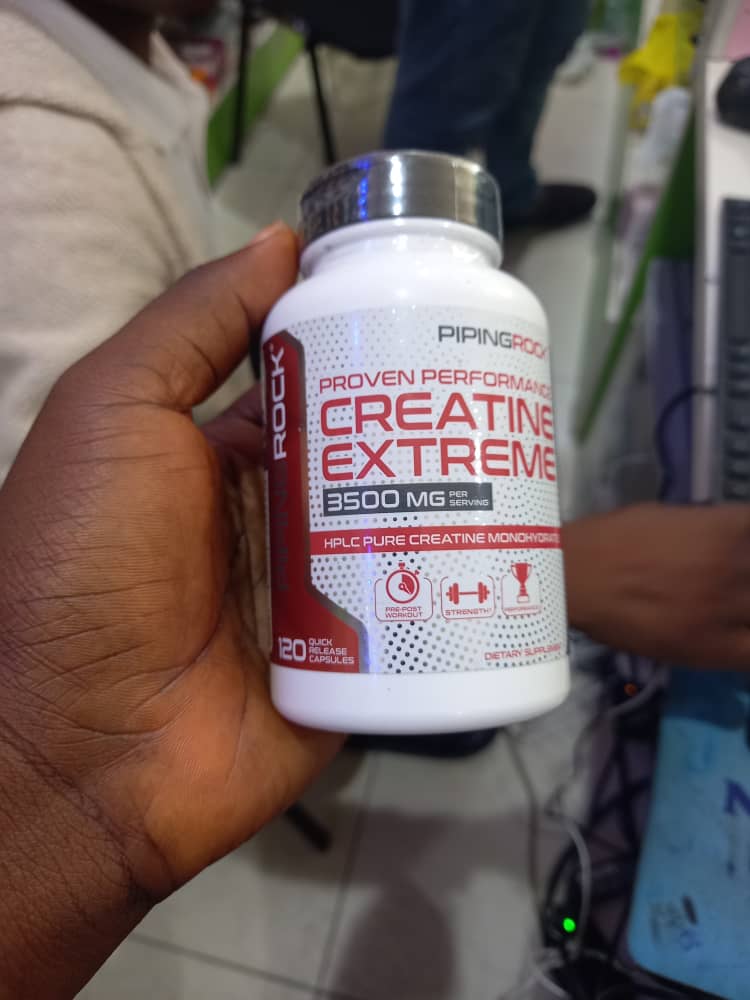 PIPINGROCK
PROVEN PERFORMANCE
CREATINE
EXTREME
3500 MG PER SERVING
HPLC PURE CREATINE MONOHYDRATE
PRE-POST
WORKOUT
STRENGTH†
PERFORMANCE
120 QUICK
RELEASE
CAPSULES
DIETARY SUPPLEMENT
ROCK®